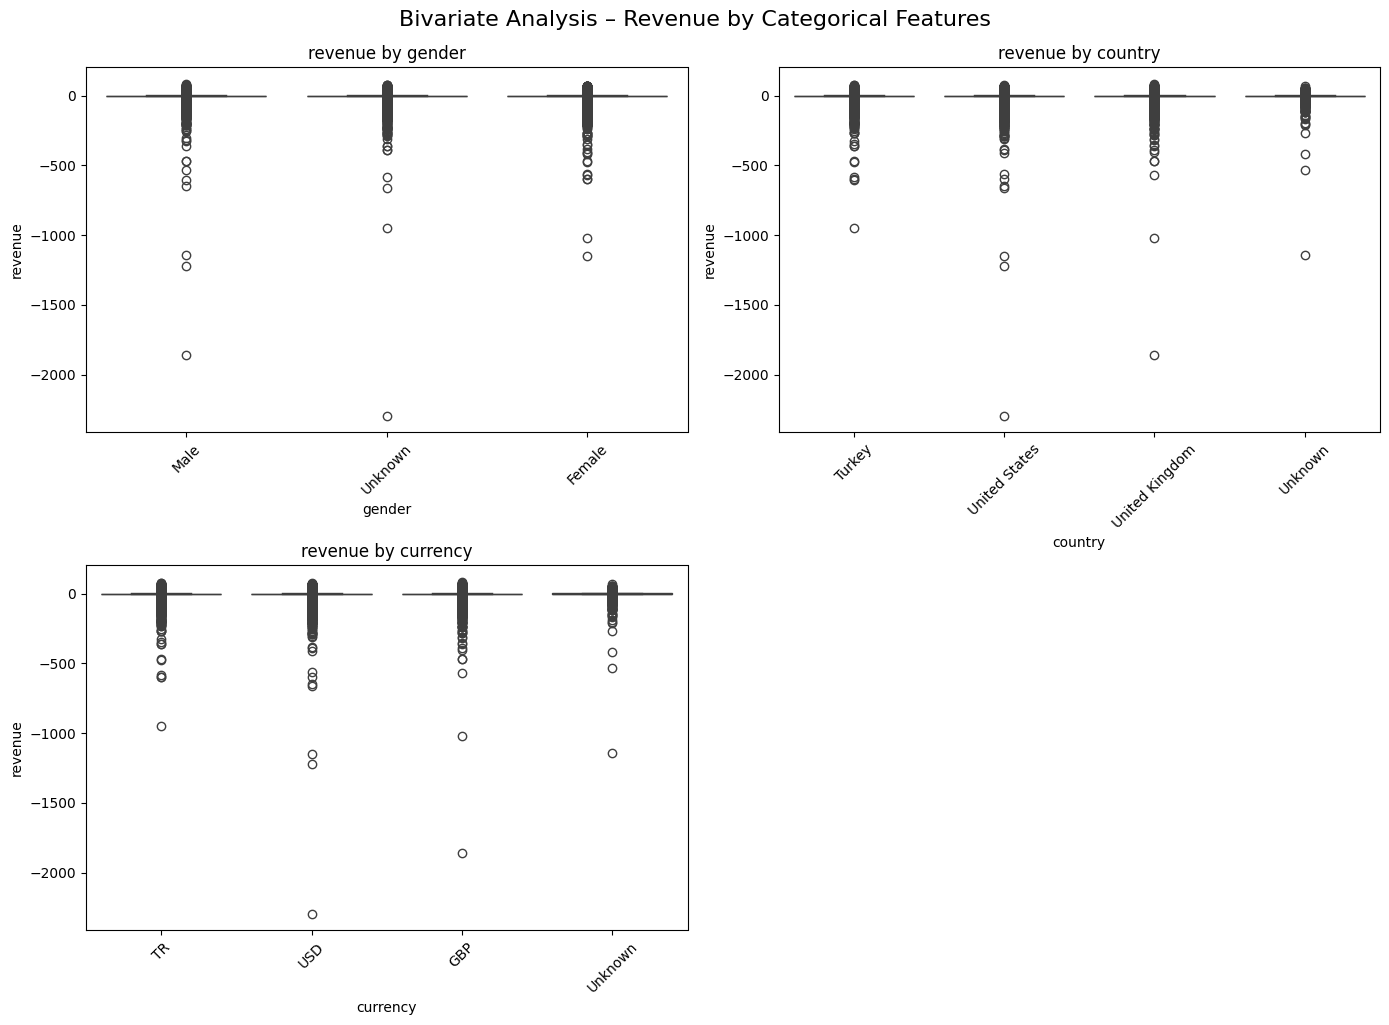 Bivariate Analysis – Revenue by Categorical Features
revenue by gender
revenue
0
−500
−1000
−1500
−2000
Male
Unknown
Female
gender
revenue by country
revenue
0
−500
−1000
−1500
−2000
Turkey
United States
United Kingdom
Unknown
country
revenue by currency
revenue
0
−500
−1000
−1500
−2000
TR
USD
GBP
Unknown
currency